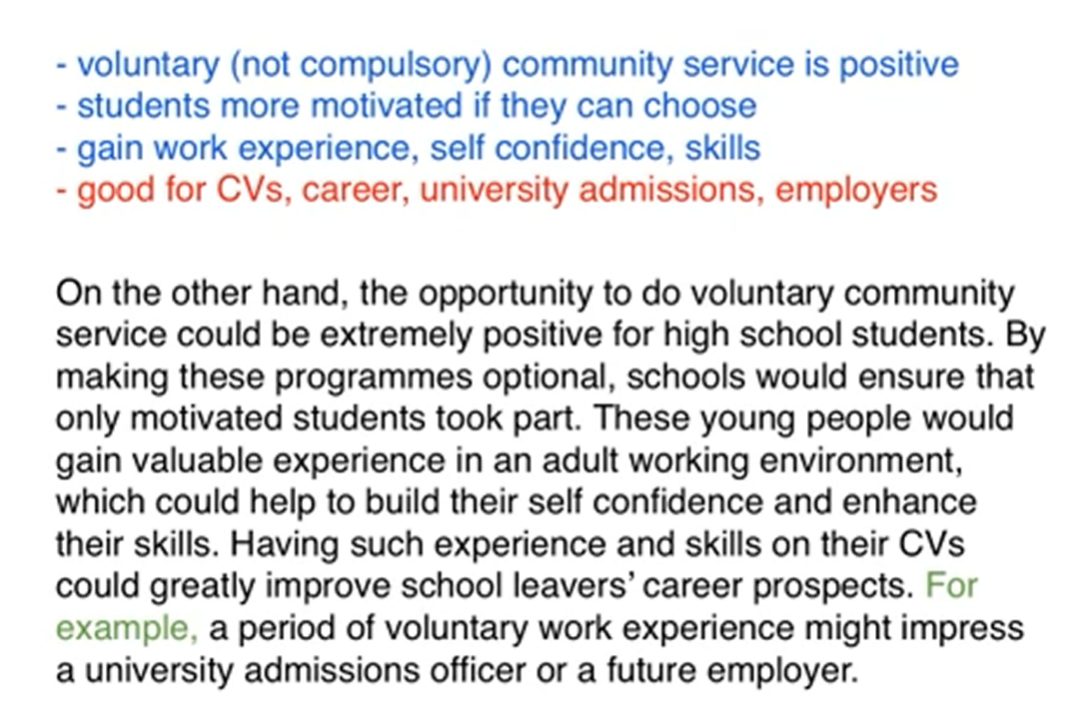 - voluntary (not compulsory) community service is positive
- students more motivated if they can choose
- gain work experience, self confidence, skills
- good for CVs, career, university admissions, employers
On the other hand, the opportunity to do voluntary community
service could be extremely positive for high school students. By
making these programmes optional, schools would ensure that
only motivated students took part. These young people would
gain valuable experience in an adult working environment,
which could help to build their self confidence and enhance
their skills. Having such experience and skills on their CVs
could greatly improve school leavers' career prospects. For
example, a period of voluntary work experience might impress
a university admissions officer or a future employer.